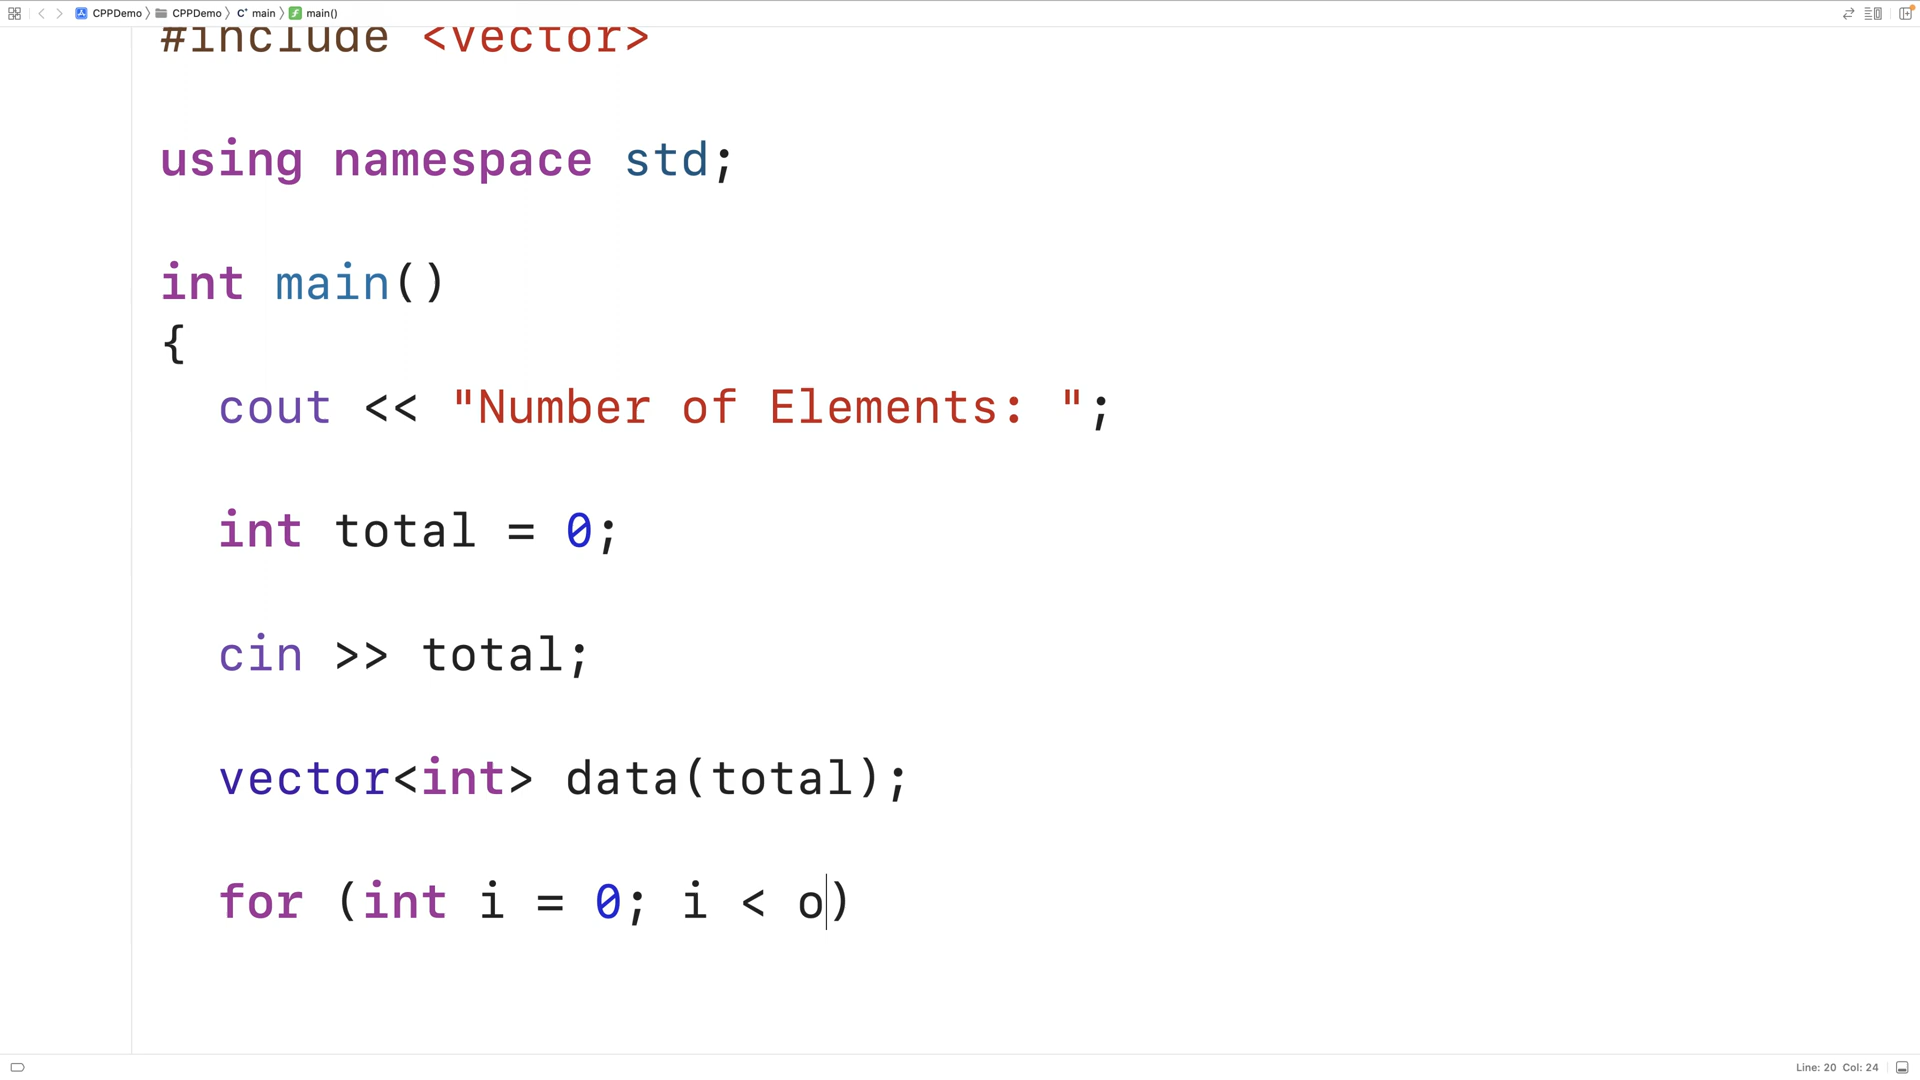 CPPDemo 〉 CPPDemo 〉 C+ main 〉 f main()
#include <vector>
using namespace std;
int main()
{
cout << "Number of Elements: ";
int total = 0;
cin >> total;
vector<int> data(total);
for (int i = 0; i < o)
Line: 20 Col: 24